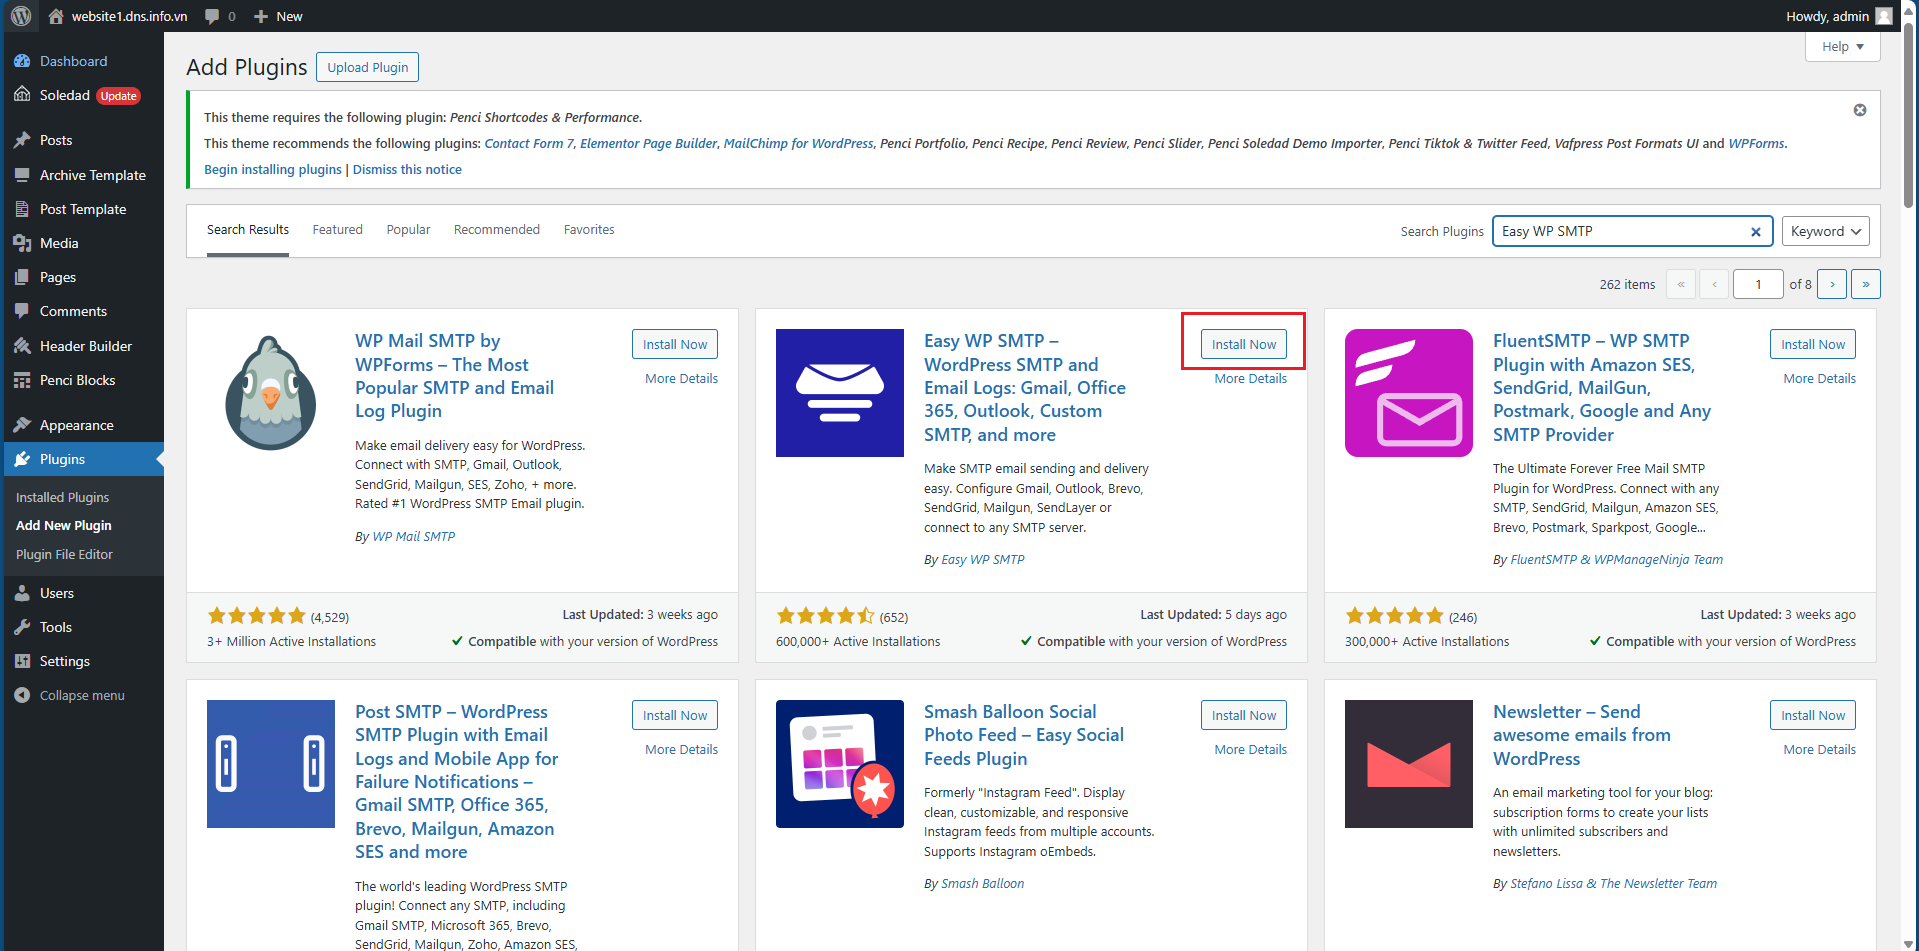 website1.dns.info.vn 0 New Howdy, admin
Help
Dashboard
Soledad Update
Posts
Archive Template
Post Template
Media
Pages
Comments
Header Builder
Penci Blocks
Appearance
Plugins
Installed Plugins
Add New Plugin
Plugin File Editor
Users
Tools
Settings
Collapse menu
Add Plugins Upload Plugin
This theme requires the following plugin: Penci Shortcodes & Performance.
This theme recommends the following plugins: Contact Form 7, Elementor Page Builder, MailChimp for WordPress, Penci Portfolio, Penci Recipe, Penci Review, Penci Slider, Penci Soledad Demo Importer, Penci Tiktok & Twitter Feed, Vafpress Post Formats UI and WPForms.
Begin installing plugins | Dismiss this notice
Search Results Featured Popular Recommended Favorites Search Plugins Easy WP SMTP Keyword
262 items « ‹ 1 of 8 › »
WP Mail SMTP by
WPForms – The Most
Popular SMTP and Email
Log Plugin
Install Now
More Details
Make email delivery easy for WordPress.
Connect with SMTP, Gmail, Outlook,
SendGrid, Mailgun, SES, Zoho, + more.
Rated #1 WordPress SMTP Email plugin.
By WP Mail SMTP
(4,529)
Last Updated: 3 weeks ago
3+ Million Active Installations
Compatible with your version of WordPress
Easy WP SMTP –
WordPress SMTP and
Email Logs: Gmail, Office
365, Outlook, Custom
SMTP, and more
Install Now
More Details
Make SMTP email sending and delivery
easy. Configure Gmail, Outlook, Brevo,
SendGrid, Mailgun, SendLayer or
connect to any SMTP server.
By Easy WP SMTP
(652)
Last Updated: 5 days ago
600,000+ Active Installations
Compatible with your version of WordPress
FluentSMTP – WP SMTP
Plugin with Amazon SES,
SendGrid, MailGun,
Postmark, Google and Any
SMTP Provider
Install Now
More Details
The Ultimate Forever Free Mail SMTP
Plugin for WordPress. Connect with any
SMTP, SendGrid, Mailgun, Amazon SES,
Brevo, Postmark, Sparkpost, Google...
By FluentSMTP & WPManageNinja Team
(246)
Last Updated: 3 weeks ago
300,000+ Active Installations
Compatible with your version of WordPress
Post SMTP – WordPress
SMTP Plugin with Email
Logs and Mobile App for
Failure Notifications –
Gmail SMTP, Office 365,
Brevo, Mailgun, Amazon
SES and more
Install Now
More Details
The world's leading WordPress SMTP
plugin! Connect any SMTP, including
Gmail SMTP, Microsoft 365, Brevo,
SendGrid, Mailgun, Zoho, Amazon SES,
Smash Balloon Social
Photo Feed – Easy Social
Feeds Plugin
Install Now
More Details
Formerly "Instagram Feed". Display
clean, customizable, and responsive
Instagram feeds from multiple accounts.
Supports Instagram oEmbeds.
By Smash Balloon
Newsletter – Send
awesome emails from
WordPress
Install Now
More Details
An email marketing tool for your blog:
subscription forms to create your lists
with unlimited subscribers and
newsletters.
By Stefano Lissa & The Newsletter Team